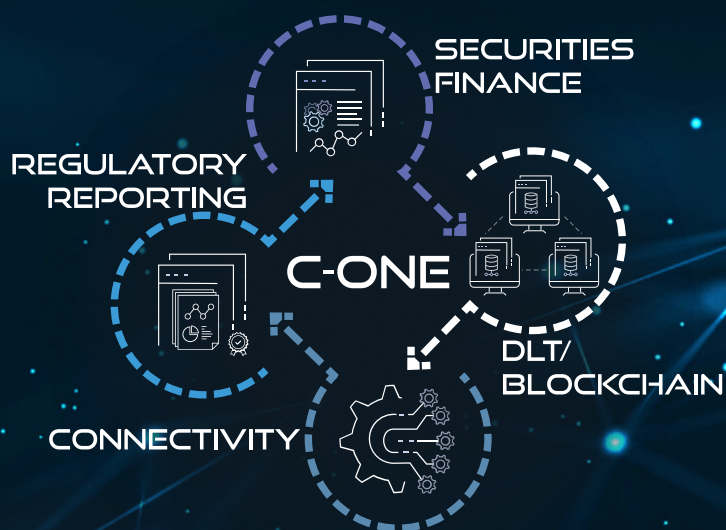 SECURITIES
FINANCE
REGULATORY
REPORTING
C-ONE
DLT/
BLOCKCHAIN
CONNECTIVITY